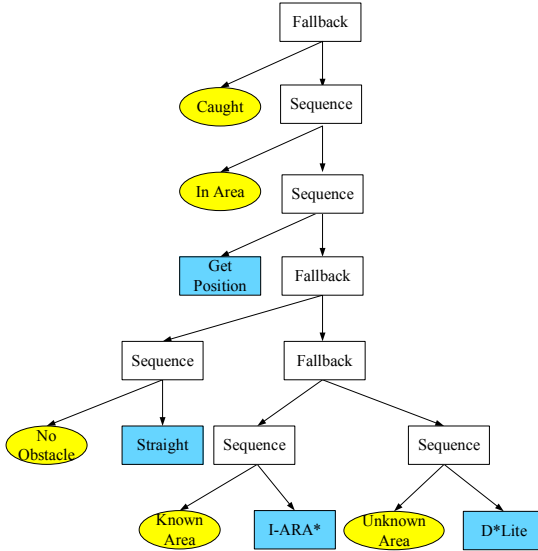 Fallback
Caught
Sequence
In Area
Sequence
Get
Position
Fallback
Sequence
Fallback
No
Obstacle
Straight
Sequence
Sequence
Known
Area
I-ARA*
Unknown
Area
D*Lite